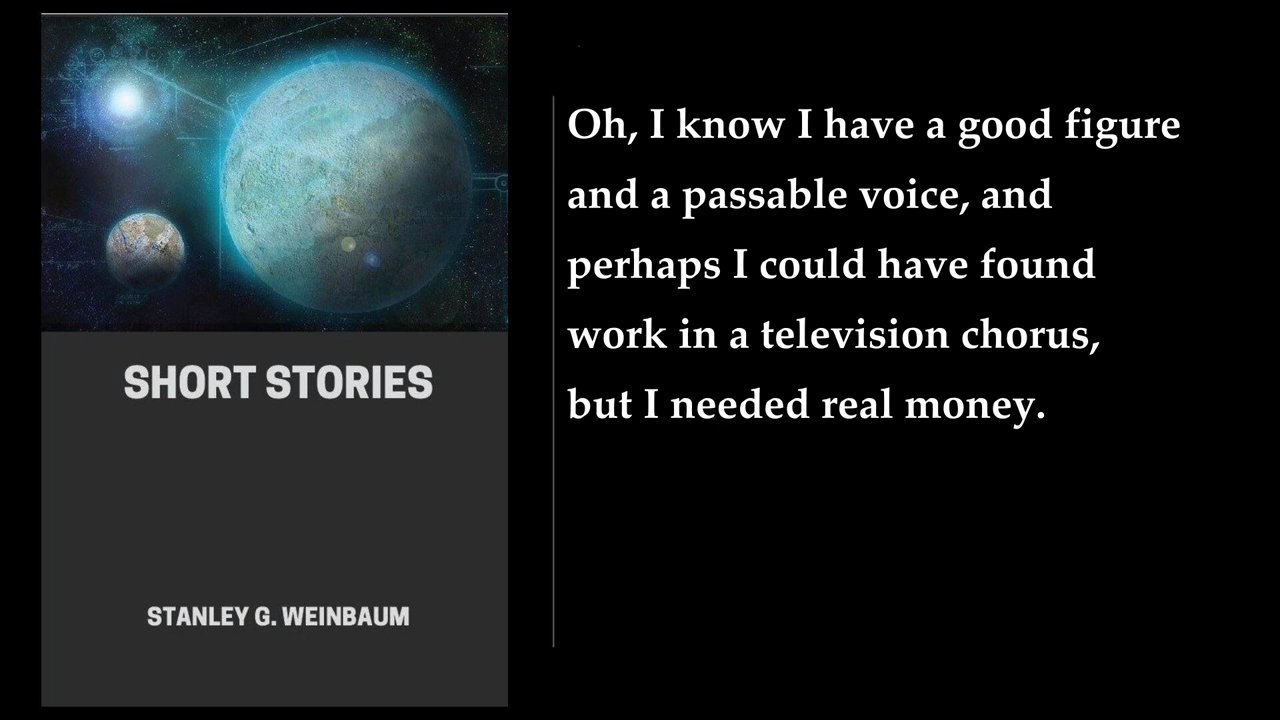 SHORT STORIES
STANLEY G. WEINBAUM
Oh, I know I have a good figure
and a passable voice, and
perhaps I could have found
work in a television chorus,
but I needed real money.